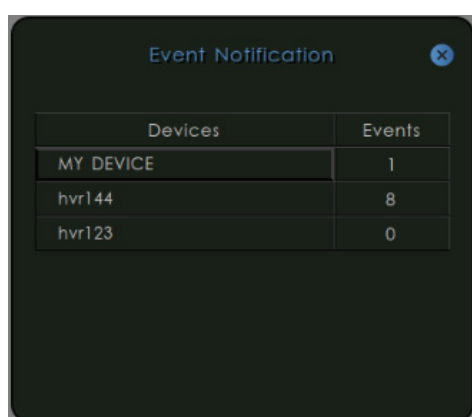 Event Notification
Devices Events
MY DEVICE 1
hvr144 8
hvr123 0